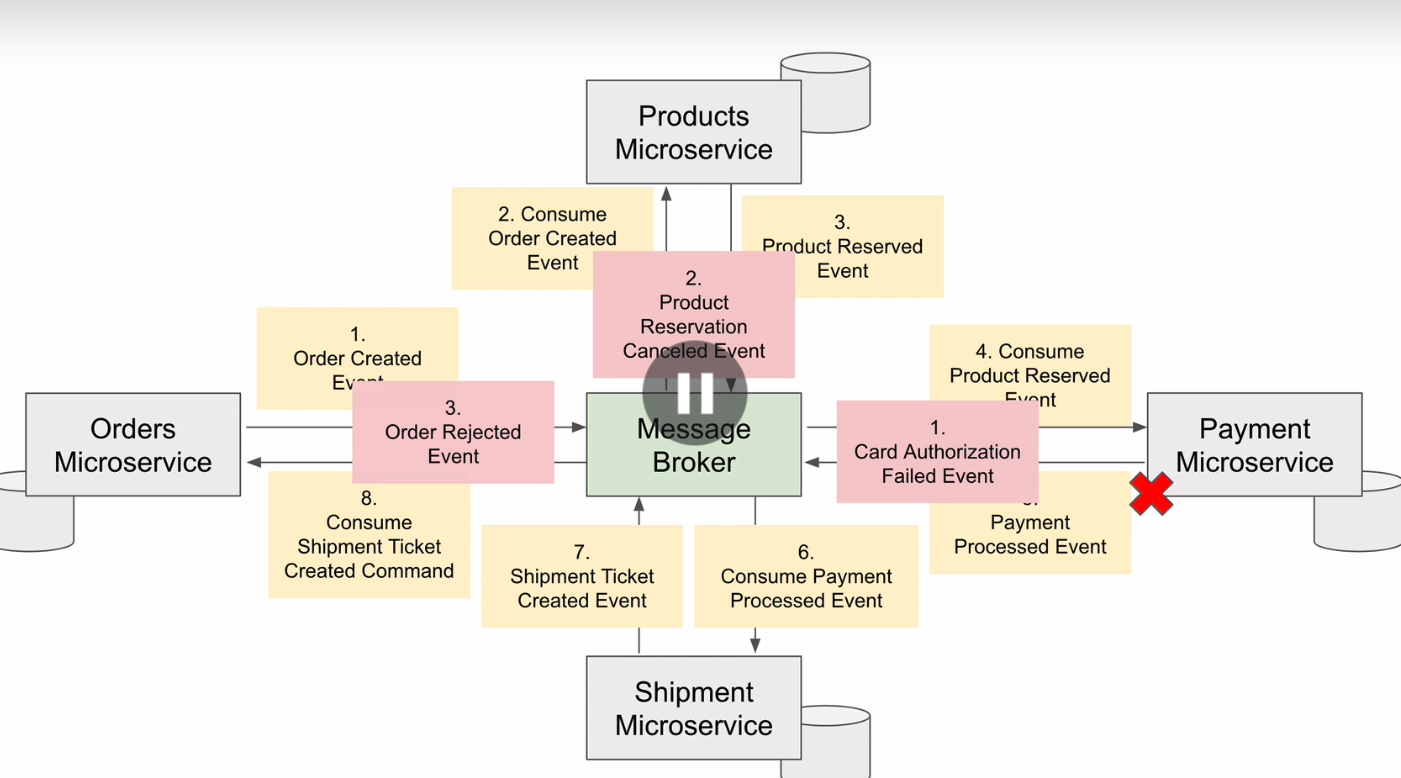 Products
Microservice
2. Consume
Order Created
Event
3.
Product Reserved
Event
2.
Product
Reservation
Canceled Event
1.
Order Created
Event
4. Consume
Product Reserved
Event
3.
Order Rejected
Event
1.
Card Authorization
Failed Event
Orders
Microservice
Message
Broker
Payment
Microservice
8.
Consume
Shipment Ticket
Created Command
7.
Shipment Ticket
Created Event
6.
Consume Payment
Processed Event
Payment
Processed Event
Shipment
Microservice